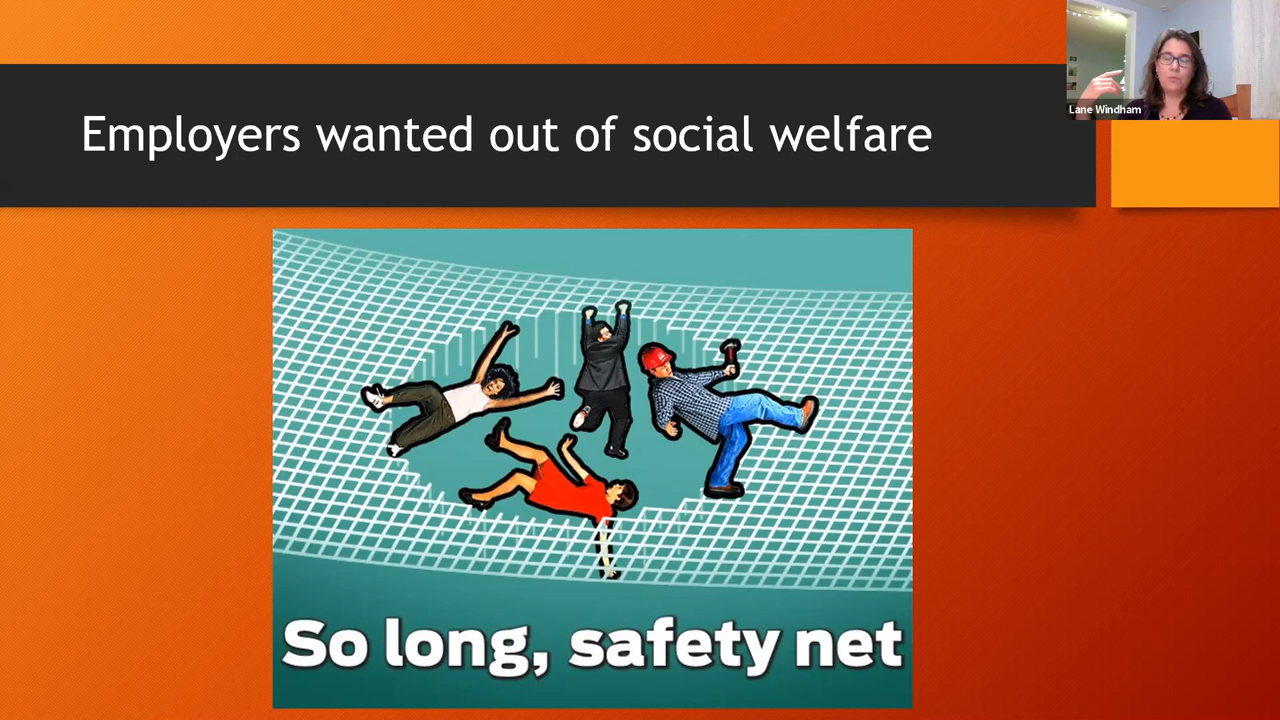 Employers wanted out of social welfare
Lane Windham
So long, safety net